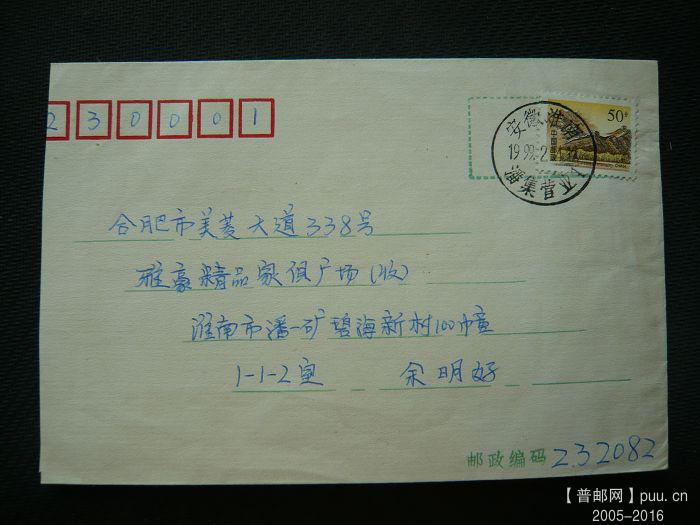 230001
50分
中国邮政
CHINA
安徽淮南
1999.2
集营业
合肥市美菱大道338号
雅豪精品家俱广场(收)
淮南市潘一矿碧海新村100幢
1-1-2室 余明好
邮政编码 232082
【普邮网】puu.cn
2005-2016